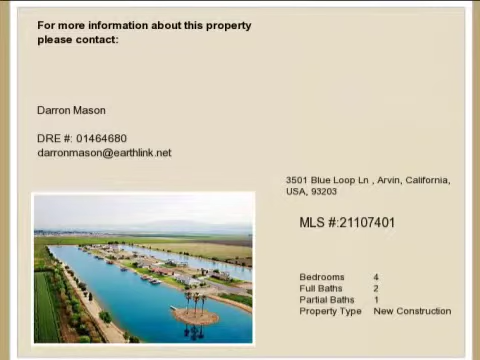 For more information about this property
please contact:
Darron Mason
DRE #: 01464680
darronmason@earthlink.net
3501 Blue Loop Ln , Arvin, California,
USA, 93203
MLS #:21107401
Bedrooms 4
Full Baths 2
Partial Baths 1
Property Type New Construction